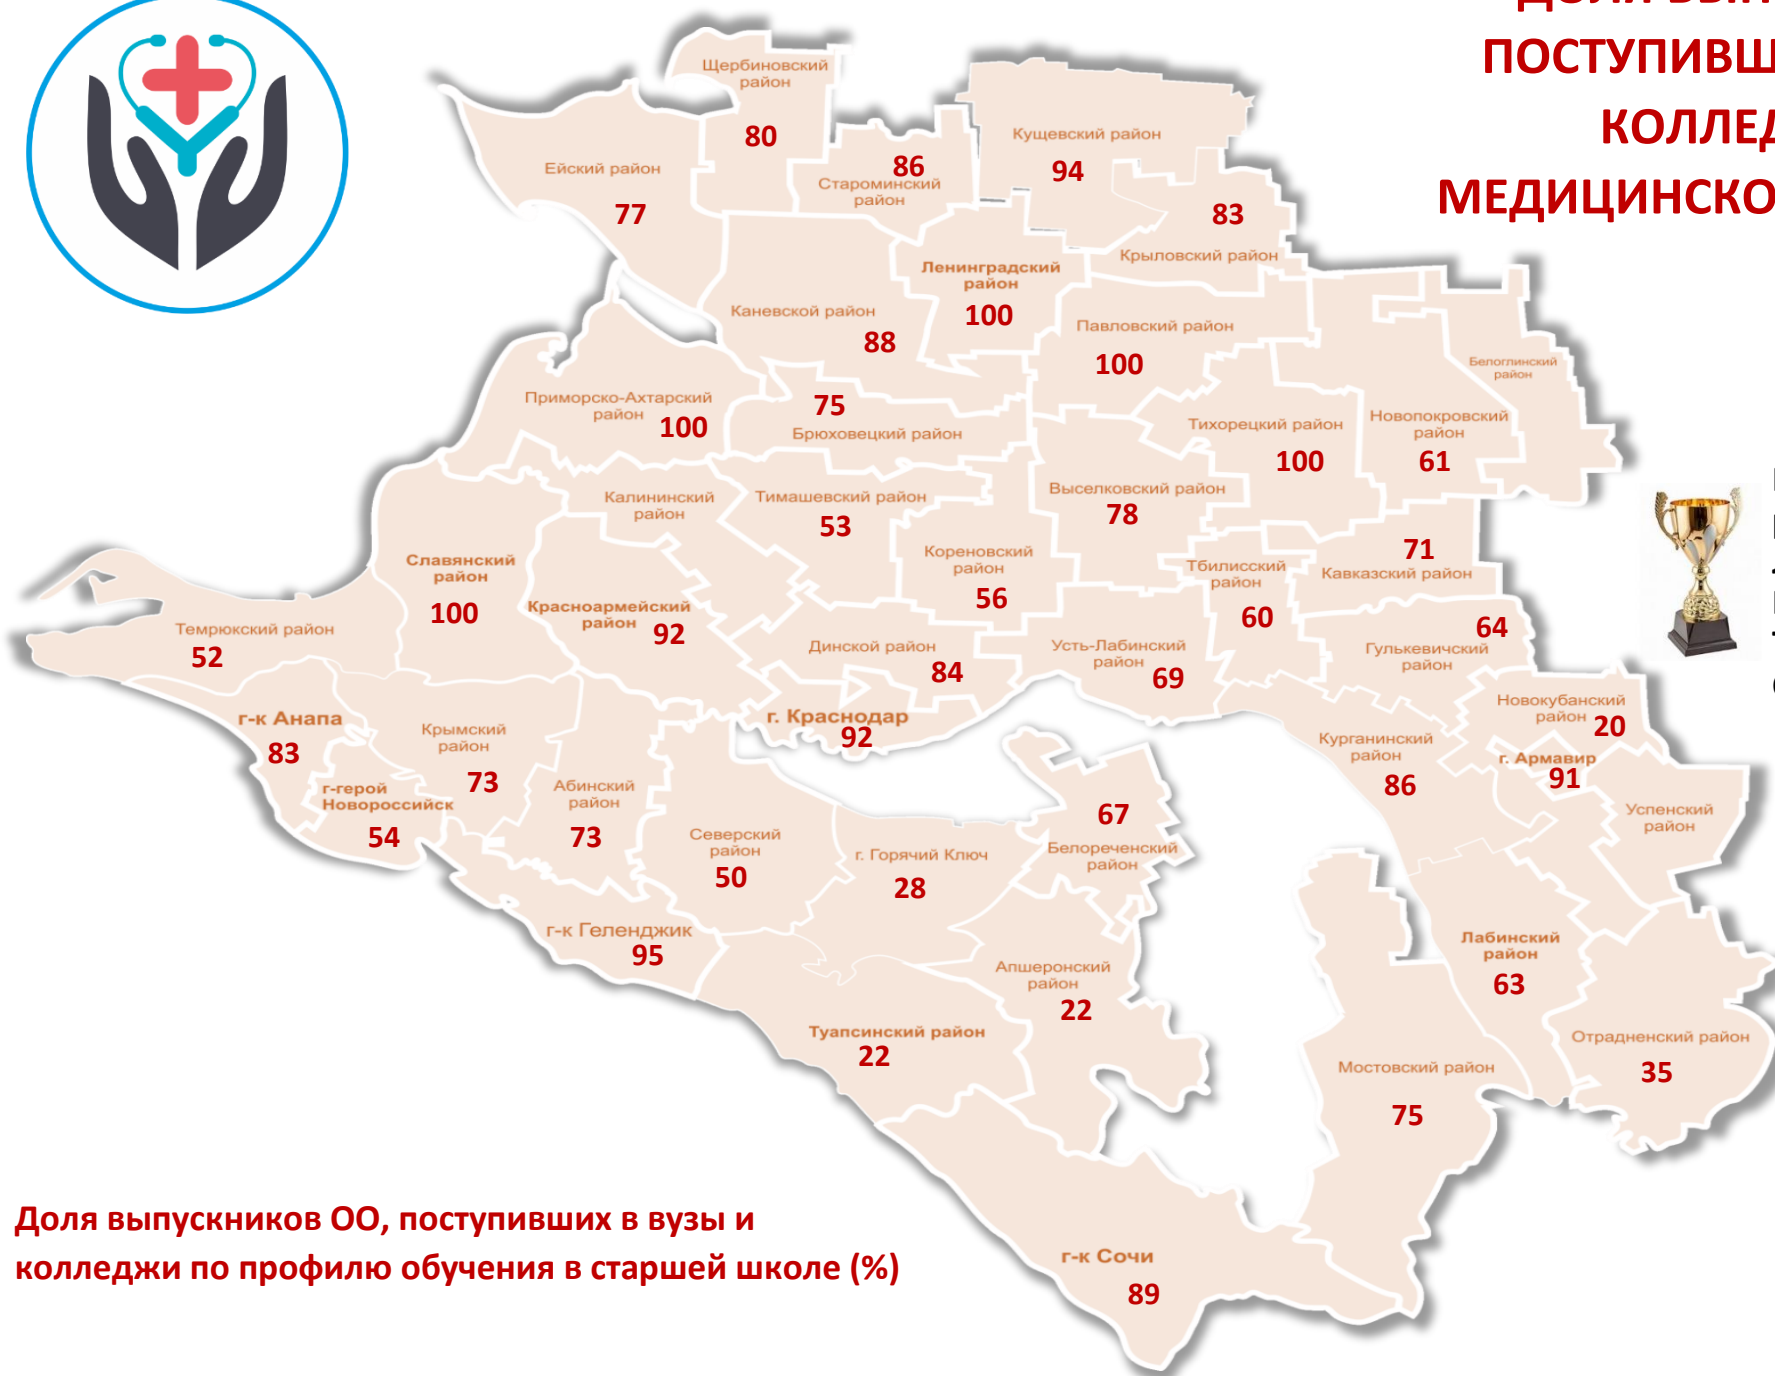 ПОСТУПИВШ
КОЛЛЕД
МЕДИЦИНСКО
Щербиновский
район
80
Ейский район
77
86
Староминский
район
Кущевский район
94
83
Крыловский район
Ленинградский
район
100
Каневской район
88
Павловский район
100
Белоглинский
район
Приморско-Ахтарский
район
100
75
Брюховецкий район
Тихорецкий район
100
Новопокровский
район
61
Калининский
район
Тимашевский район
53
Выселковский район
78
Славянский
район
100
Красноармейский
район
92
Кореновский
район
56
Тбилисский
район
60
71
Кавказский район
Темрюкский район
52
Динской район
84
Усть-Лабинский
район
69
64
Гулькевичский
район
г-к Анапа
83
Крымский
район
73
г. Краснодар
92
Новокубанский
район
20
Курганинский
район
86
г. Армавир
91
г-герой
Новороссийск
54
Абинский
район
73
Северский
район
50
г. Горячий Ключ
28
67
Белореченский
район
Успенский
район
г-к Геленджик
95
Апшеронский
район
22
Лабинский
район
63
Туапсинский район
22
Мостовский район
75
Отрадненский район
35
г-к Сочи
89
Доля выпускников ОО, поступивших в вузы и
колледжи по профилю обучения в старшей школе (%)